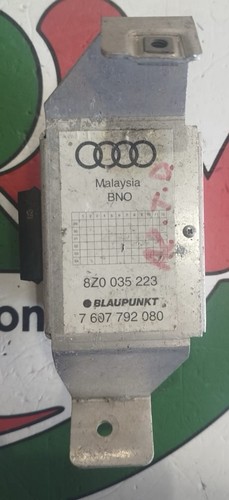 Malaysia
BNO
8Z0 035 223
BLAUPUNKT
7 607 792 080